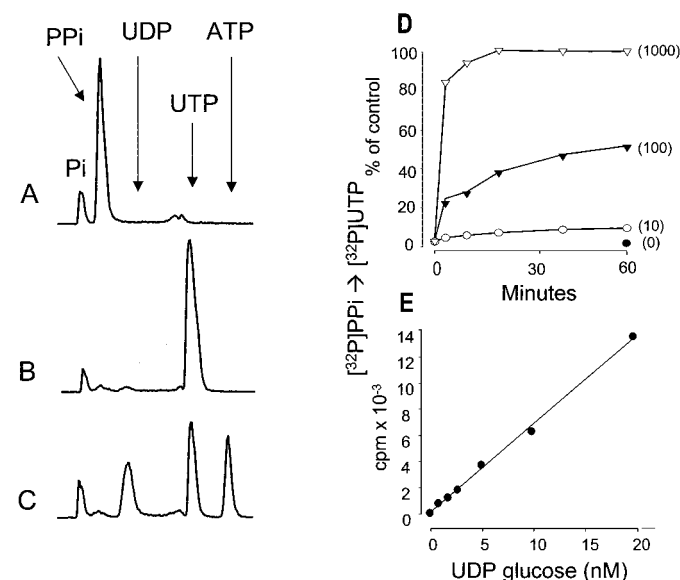 PPi UDP ATP
UTP
Pi
A
B
C
D
100
80
60
40
20
0
% of control
(1000)
(100)
(10)
(0)
0 30 60
Minutes
[³²P]PPi → [³²P]UTP
E
14
12
10
8
6
4
2
0
cpm x 10⁻³
0 5 10 15 20
UDP glucose (nM)